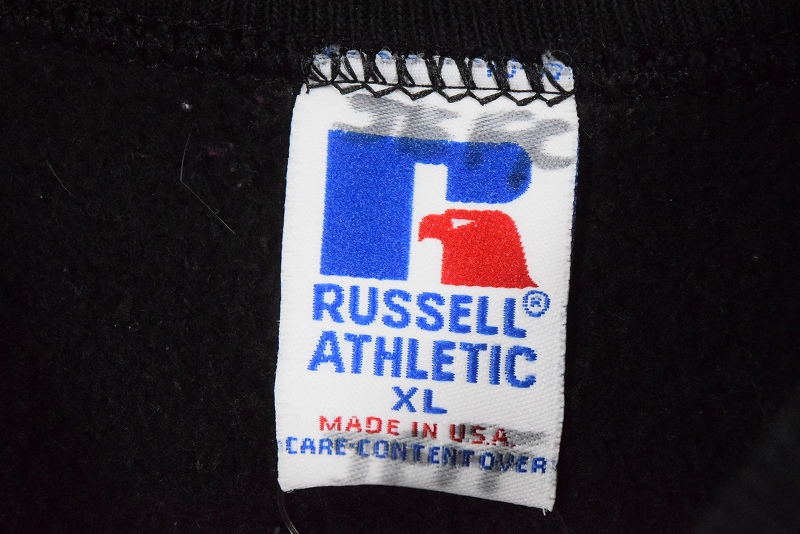 RUSSELL®
ATHLETIC
XL
MADE IN U.S.A.
CARE·CONTENT OVER